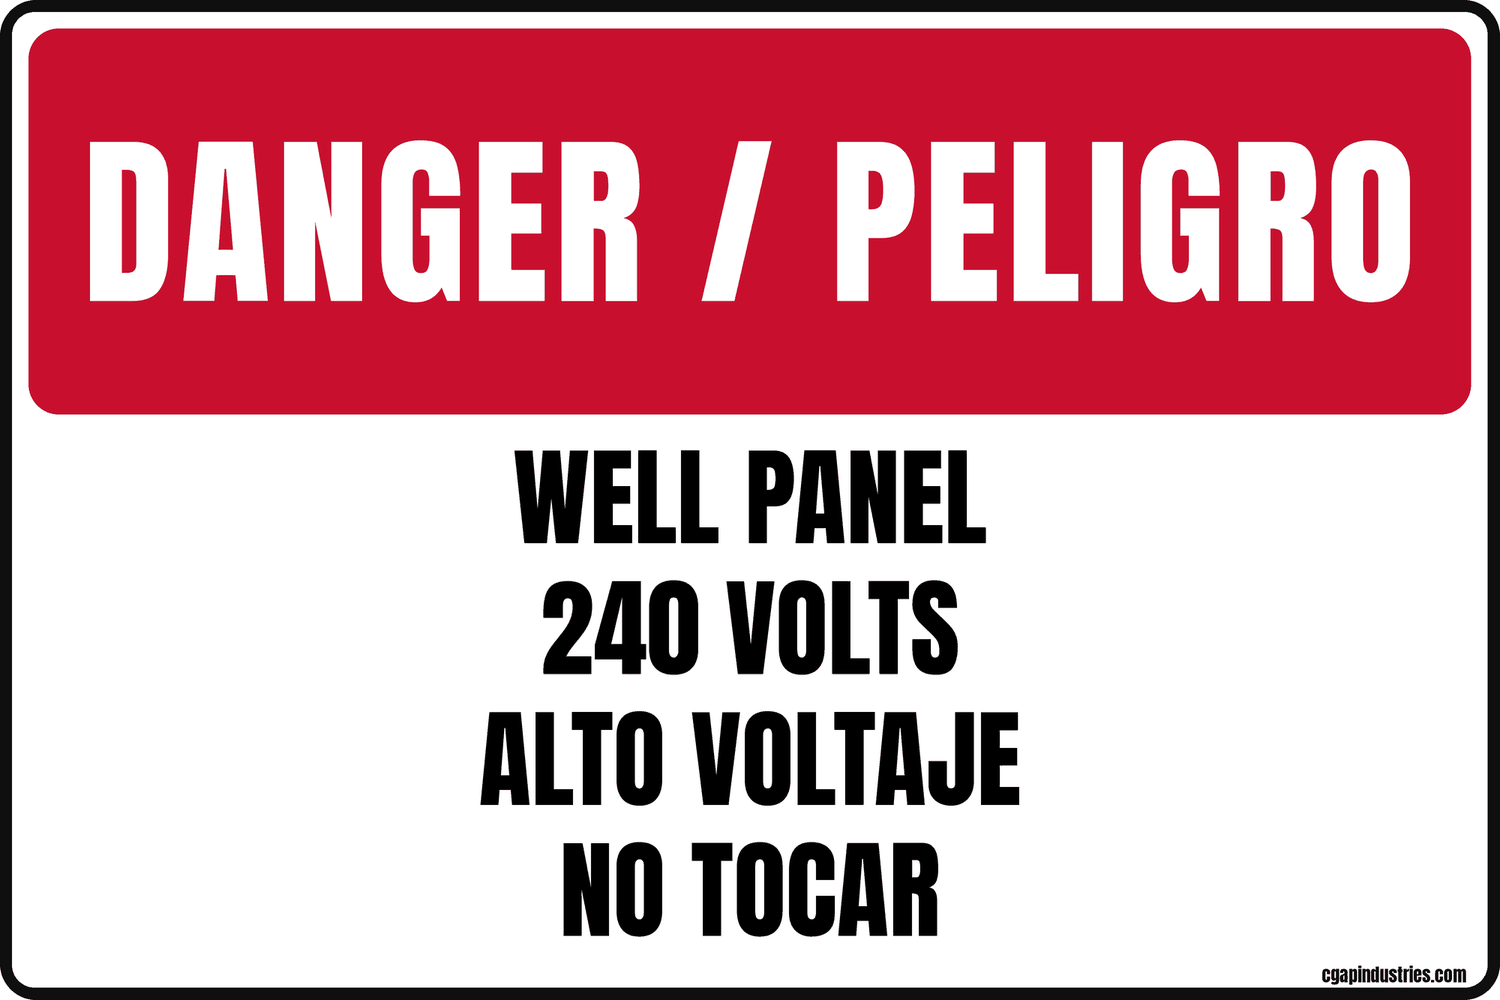 DANGER / PELIGRO
WELL PANEL
240 VOLTS
ALTO VOLTAJE
NO TOCAR
cgapindustries.com